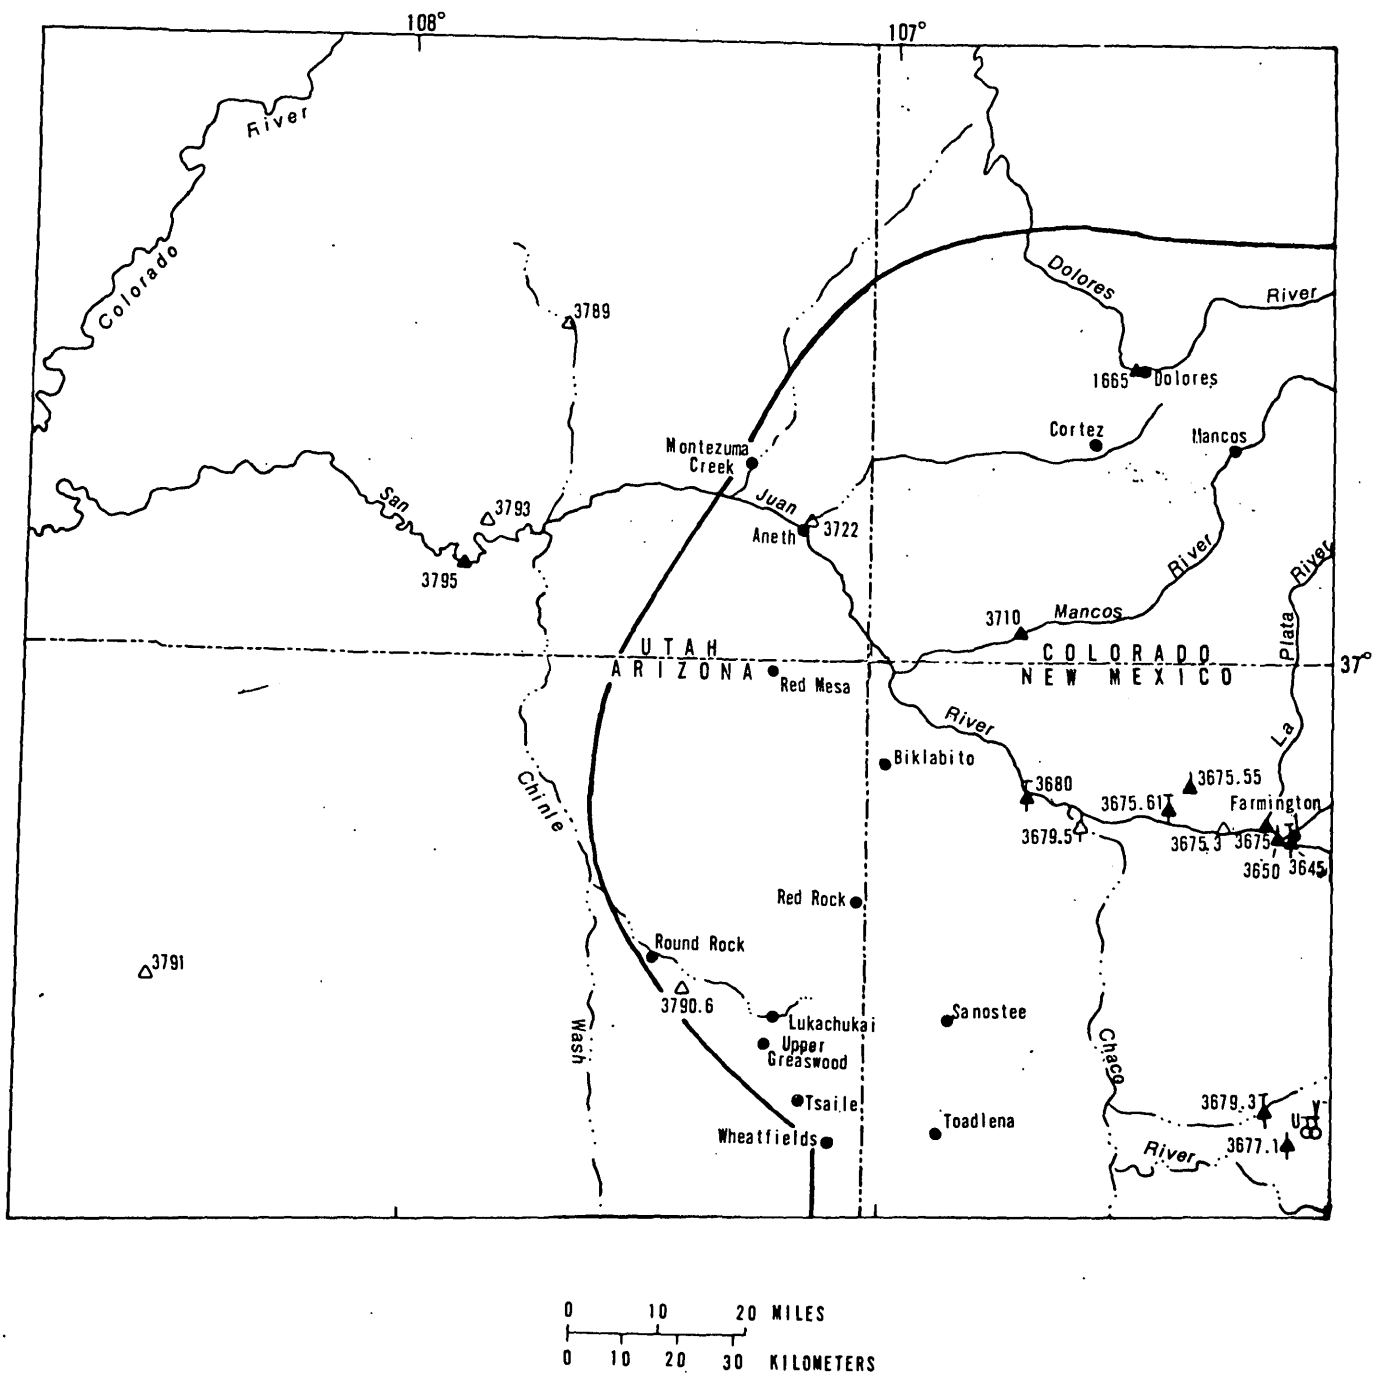 108°
107°
River
Colorado
Dolores
River
3789
1665
Dolores
Cortez
Mancos
Montezuma
Creek
San
3793
Juan
Aneth
3722
3795
River
River
3710
Mancos
Plata
UTAH
COLORADO
37°
ARIZONA
NEW MEXICO
Red Mesa
River
La
Biklabito
Chinle
3680
3675.55
3675.61
Farmington
3679.5
3675.3
3675
3650
3645
Red Rock
Round Rock
3791
3790.6
Sanostee
Lukachukai
Wash
Upper
Greaswood
Chaco
Tsaile
3679.3
Toadlena
Wheatfields
3677.1
River
0 10 20 MILES
0 10 20 30 KILOMETERS